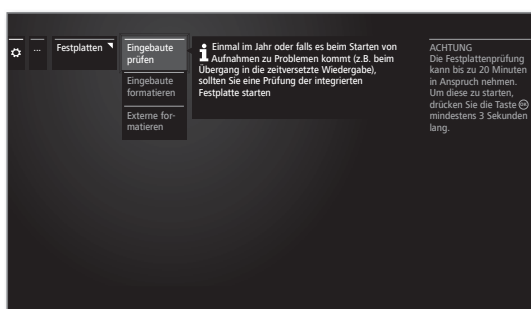 ...
Festplatten
Eingebaute
prüfen
Eingebaute
formatieren
Externe for-
matieren
Einmal im Jahr oder falls es beim Starten von
Aufnahmen zu Problemen kommt (z.B. beim
Übergang in die zeitversetzte Wiedergabe),
sollten Sie eine Prüfung der integrierten
Festplatte starten
ACHTUNG
Die Festplattenprüfung
kann bis zu 20 Minuten
in Anspruch nehmen.
Um diese zu starten,
drücken Sie die Taste OK
mindestens 3 Sekunden
lang.